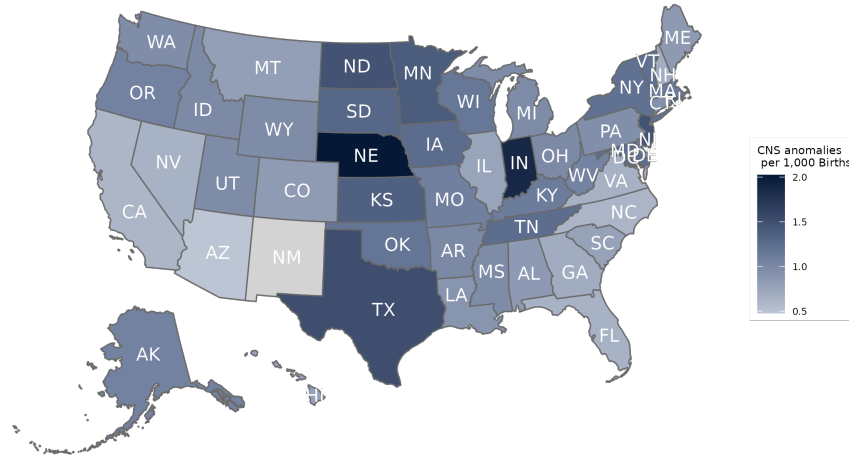 WA
MT
ND
MN
ME
VT
NH
OR
ID
SD
WI
NY
MA
MI
WY
NE
IA
PA
IL
IN
OH
NV
UT
CO
KS
MO
WV
MD
DC
DE
KY
VA
CA
AZ
NM
OK
TN
NC
AR
SC
MS
AL
GA
TX
LA
FL
AK
HI
CNS anomalies
per 1,000 Births
2.0
1.5
1.0
0.5